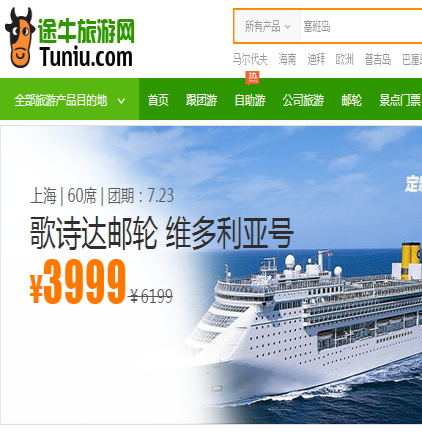 途牛旅游网
Tuniu.com
所有产品 塞班岛
马尔代夫 海南 迪拜 欧洲 普吉岛
热
全部旅游产品目的地 首页 跟团游 自助游 公司旅游 邮轮 景点门票
上海 | 60席 | 团期：7.23
歌诗达邮轮 维多利亚号
¥3999 ¥6199